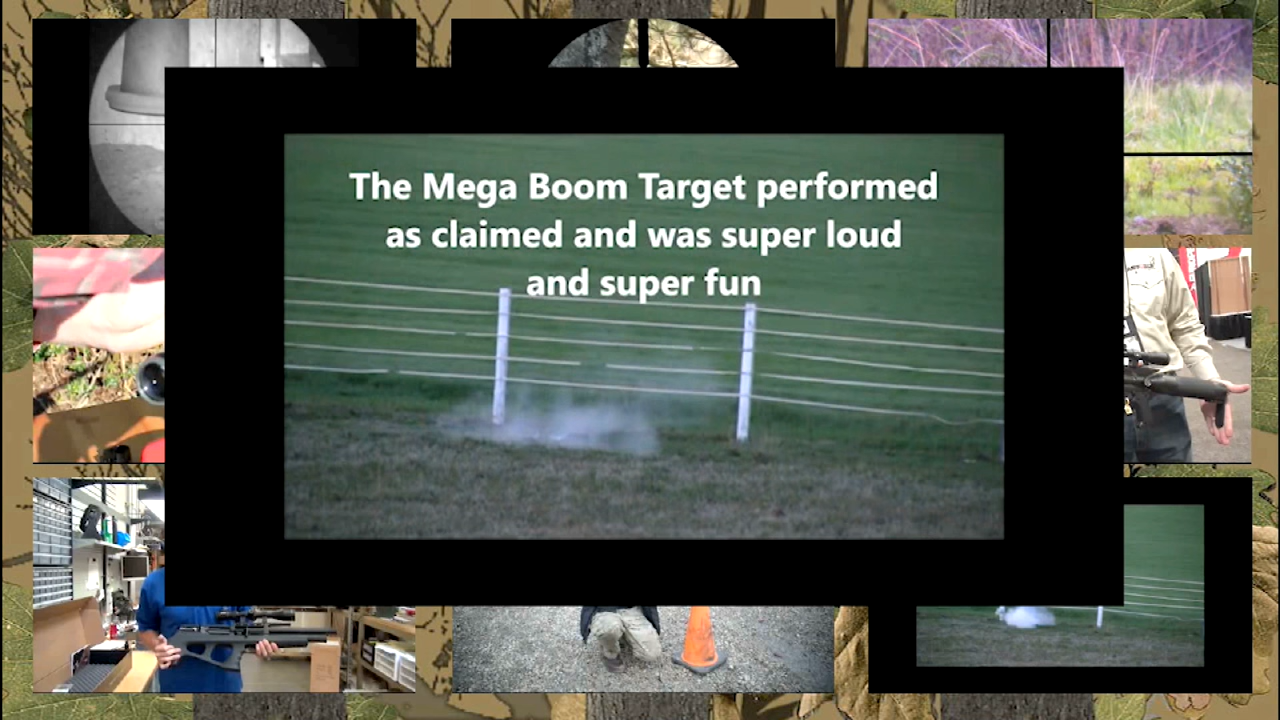 The Mega Boom Target performed
as claimed and was super loud
and super fun